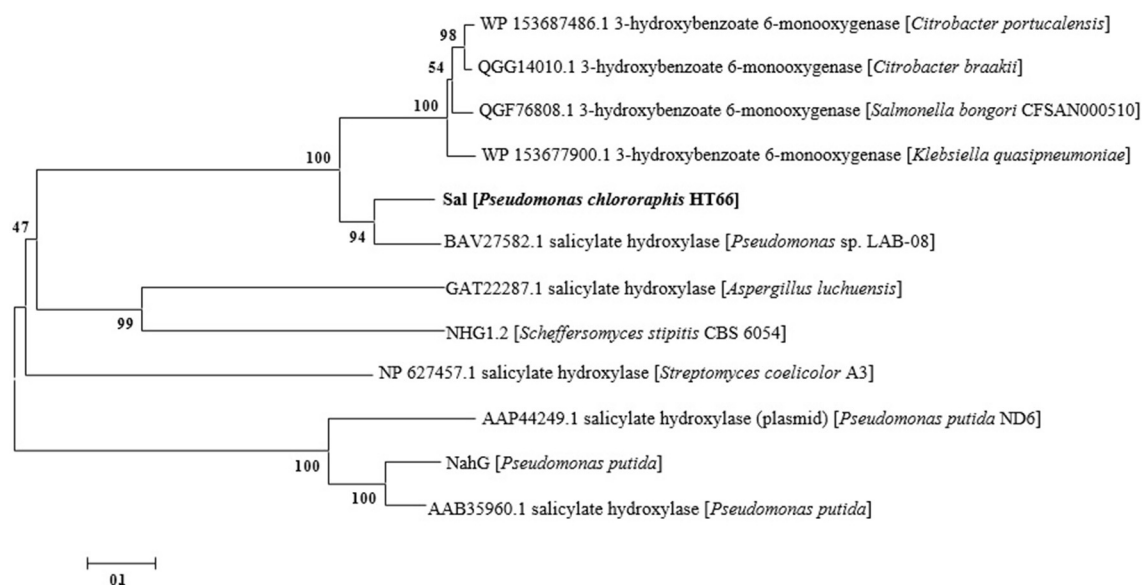 WP 153687486.1 3-hydroxybenzoate 6-monooxygenase [Citrobacter portucalensis]
98
54
QGG14010.1 3-hydroxybenzoate 6-monooxygenase [Citrobacter braakii]
100
QGF76808.1 3-hydroxybenzoate 6-monooxygenase [Salmonella bongori CFSAN000510]
100
WP 153677900.1 3-hydroxybenzoate 6-monooxygenase [Klebsiella quasipneumoniae]
Sal [Pseudomonas chlororaphis HT66]
47
94
BAV27582.1 salicylate hydroxylase [Pseudomonas sp. LAB-08]
GAT22287.1 salicylate hydroxylase [Aspergillus luchuensis]
99
NHG1.2 [Scheffersomyces stipitis CBS 6054]
NP 627457.1 salicylate hydroxylase [Streptomyces coelicolor A3]
AAP44249.1 salicylate hydroxylase (plasmid) [Pseudomonas putida ND6]
100
NahG [Pseudomonas putida]
100
AAB35960.1 salicylate hydroxylase [Pseudomonas putida]
01